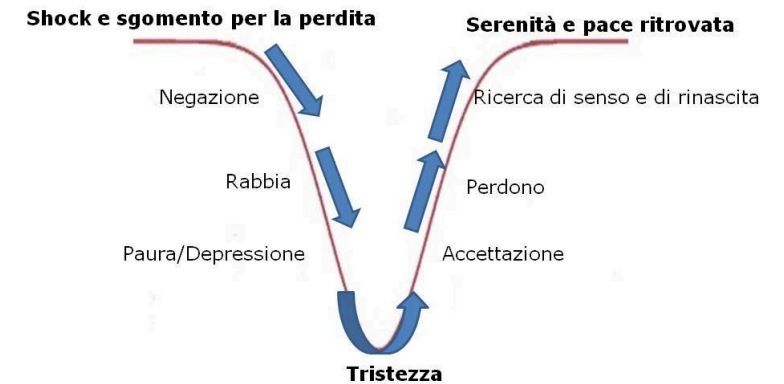 Shock e sgomento per la perdita
Serenità e pace ritrovata
Negazione
Ricerca di senso e di rinascita
Rabbia
Perdono
Paura/Depressione
Accettazione
Tristezza